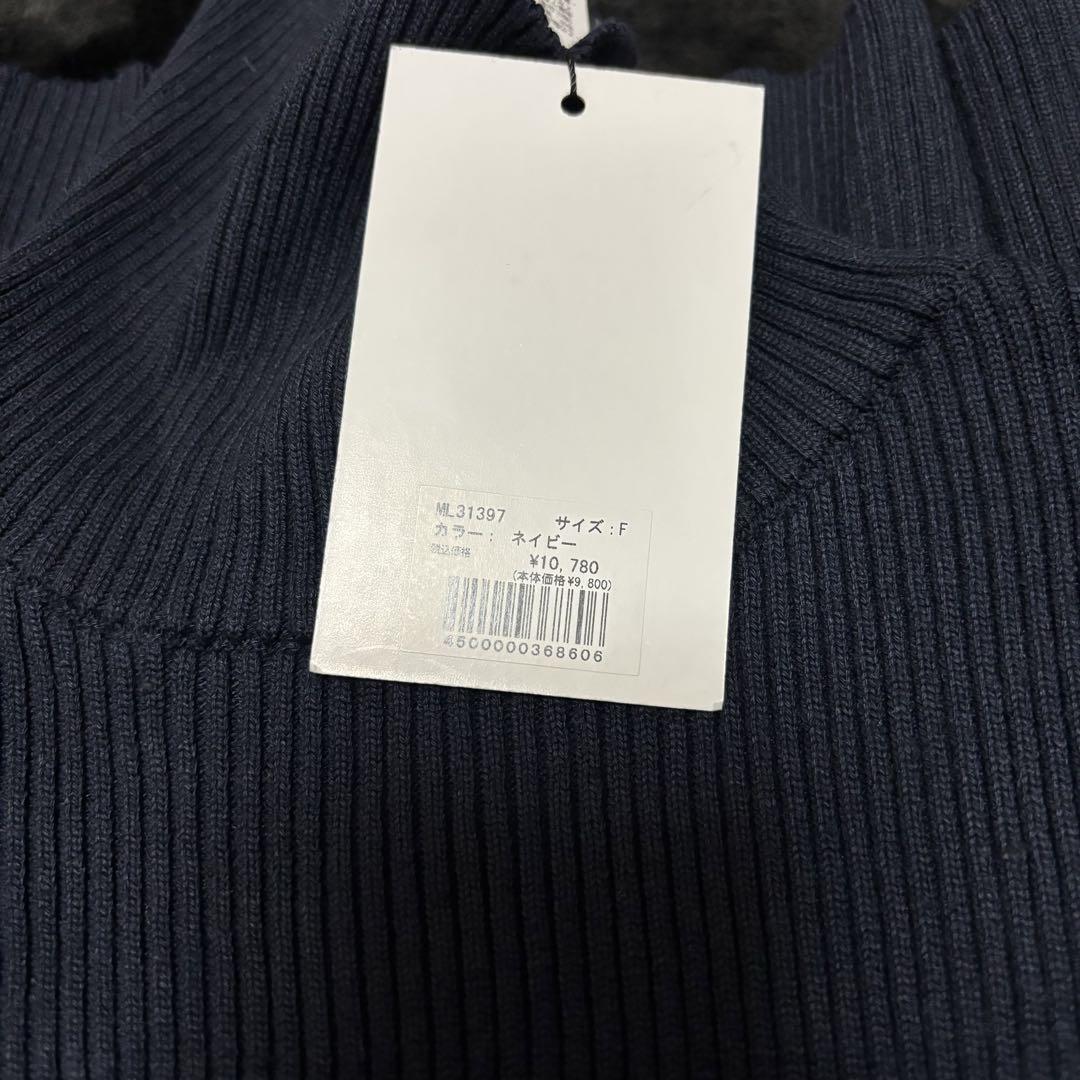 ML31397 サイズ:F
カラー: ネイビー
税込価格 ¥10,780
(本体価格¥9,800)
4500000368606